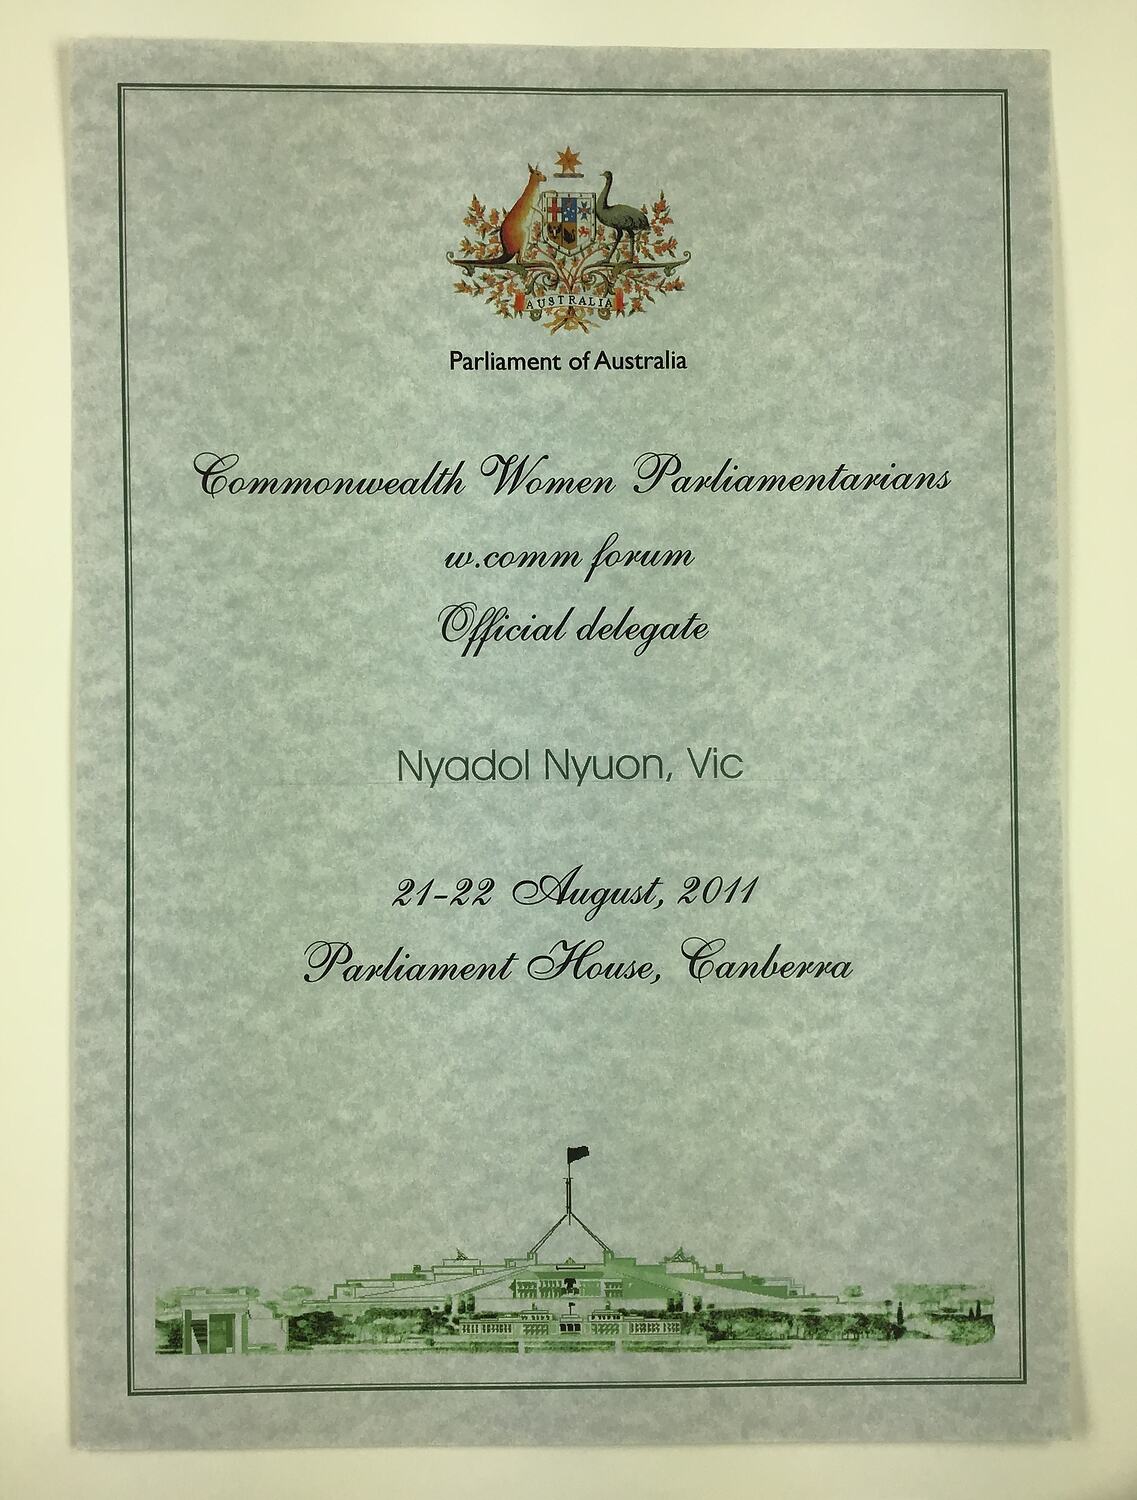 AUSTRALIA
Parliament of Australia
Commonwealth Women Parliamentarians
w.comm forum
Official delegate
Nyadol Nyuon, Vic
21-22 August, 2011
Parliament House, Canberra